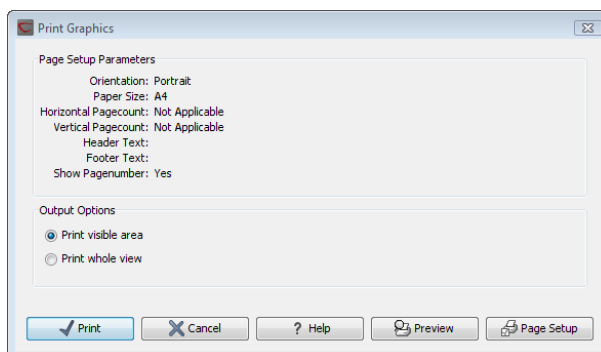 Print Graphics
Page Setup Parameters
Orientation: Portrait
Paper Size: A4
Horizontal Pagecount: Not Applicable
Vertical Pagecount: Not Applicable
Header Text:
Footer Text:
Show Pagenumber: Yes
Output Options
Print visible area
Print whole view
Print Cancel ? Help Preview Page Setup